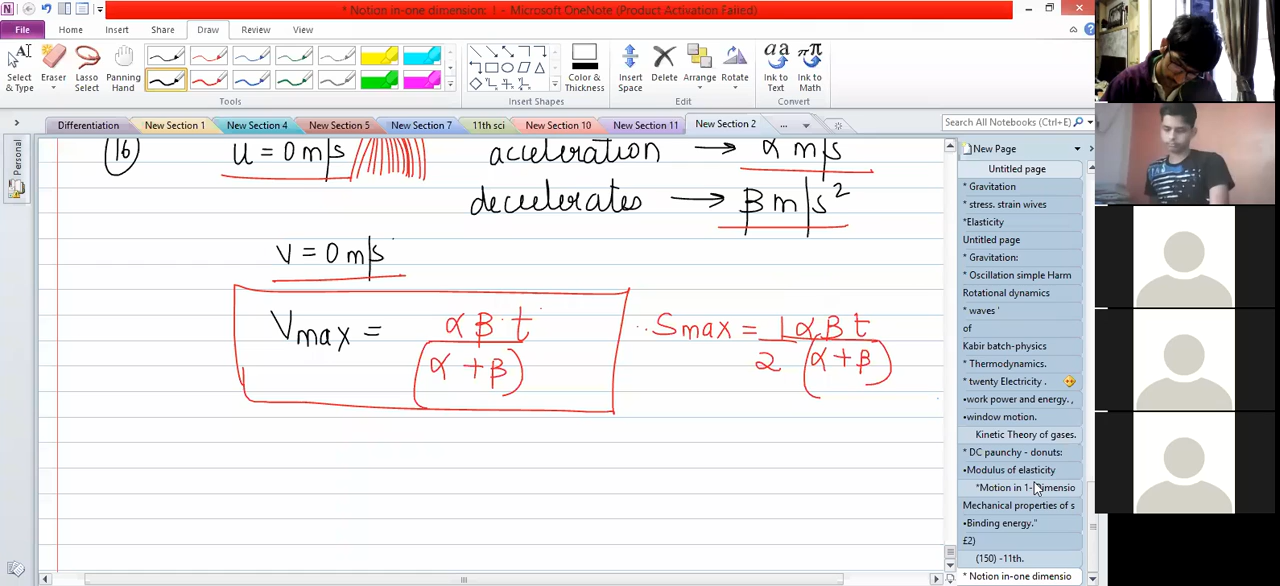 * Notion in-one dimension: ! - Microsoft OneNote (Product Activation Failed)
File Home Insert Share Draw Review View
Select & Type
Eraser
Lasso Select
Panning Hand
Color & Thickness
Insert Space
Delete
Arrange
Rotate
Ink to Text
Ink to Math
Tools
Insert Shapes
Edit
Convert
Differentiation New Section 1 New Section 4 New Section 5 New Section 7 11th sci New Section 10 New Section 11 New Section 2 ...
Search All Notebooks (Ctrl+E)
Personal
(16) u = 0 m/s acceleration → α m/s
deccelerates → β m/s²
v = 0 m/s
Vmax = αβt / (α + β)
Smax = 1αβt / 2(α+β)
New Page
Untitled page
* Gravitation
* stress. strain wives
*Elasticity
Untitled page
* Gravitation:
* Oscillation simple Harm
Rotational dynamics
* waves '
of
Kabir batch-physics
* Thermodynamics.
* twenty Electricity .
•work power and energy. ,
•window motion.
Kinetic Theory of gases.
* DC paunchy - donuts:
•Modulus of elasticity
*Motion in 1-Dimensio
Mechanical properties of s
•Binding energy."
£2)
(150) -11th.
* Notion in-one dimensio